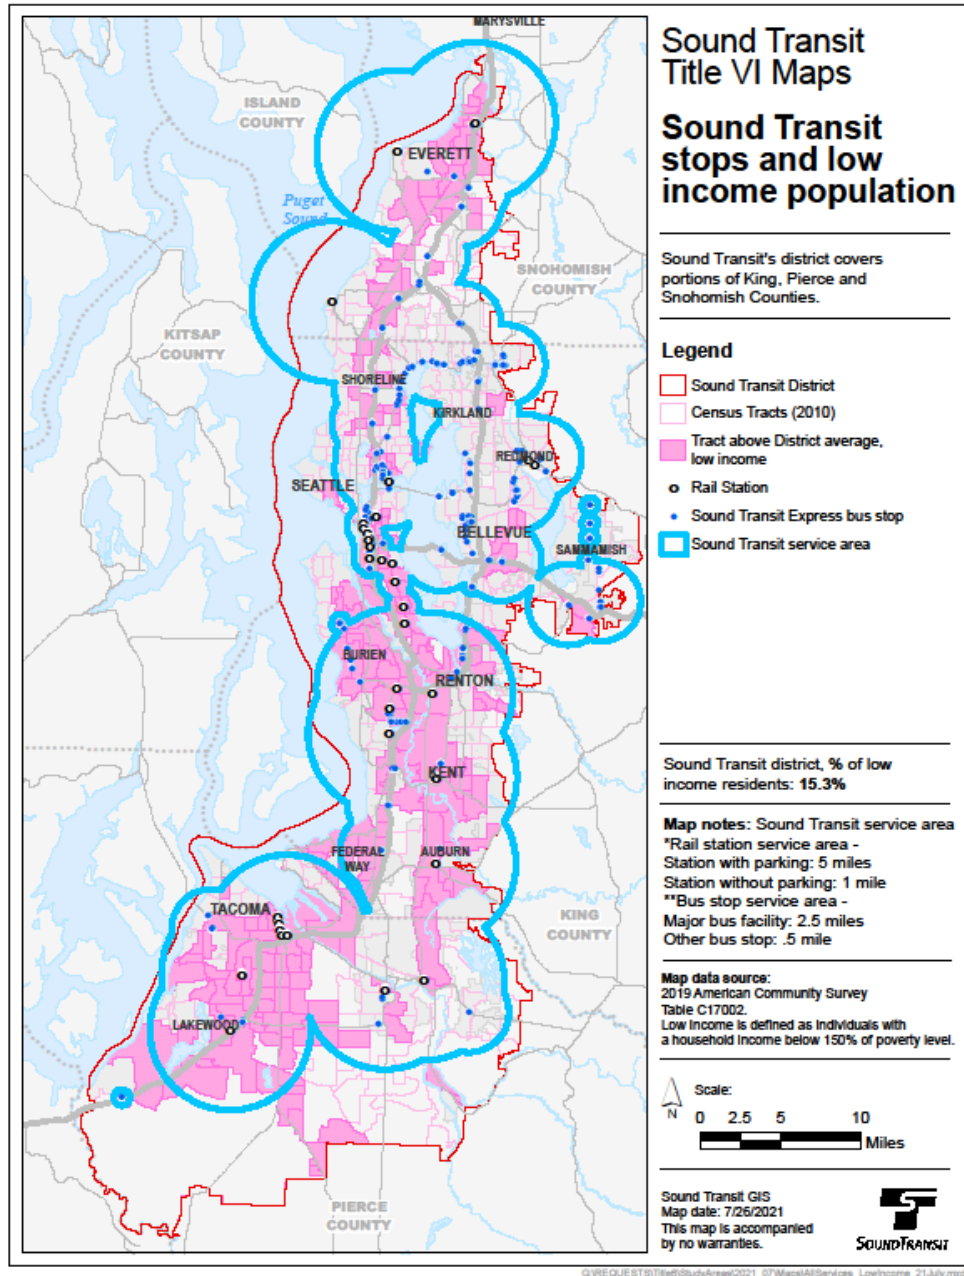 MARYSVILLE
ISLAND
COUNTY
EVERETT
Puget
Sound
SNOHOMISH
COUNTY
KITSAP
COUNTY
SHORELINE
KIRKLAND
REDMOND
SEATTLE
BELLEVUE
SAMMAMISH
BURIEN
RENTON
KENT
FEDERAL
WAY
AUBURN
TACOMA
KING
COUNTY
LAKEWOOD
PIERCE
COUNTY
Sound Transit
Title VI Maps
Sound Transit
stops and low
income population
Sound Transit's district covers
portions of King, Pierce and
Snohomish Counties.
Legend
Sound Transit District
Census Tracts (2010)
Tract above District average,
low income
Rail Station
Sound Transit Express bus stop
Sound Transit service area
Sound Transit district, % of low
income residents: 15.3%
Map notes: Sound Transit service area
*Rail station service area -
Station with parking: 5 miles
Station without parking: 1 mile
**Bus stop service area -
Major bus facility: 2.5 miles
Other bus stop: .5 mile
Map data source:
2019 American Community Survey
Table C17002.
Low Income is defined as individuals with
a household income below 150% of poverty level.
N
Scale:
0 2.5 5 10
Miles
Sound Transit GIS
Map date: 7/26/2021
This map is accompanied
by no warranties.
SOUNDTRANSIT
G:\REQUESTS\Title6\StudyAreas\2021_07\Maps\AllServices_LowIncome_21July.mxd